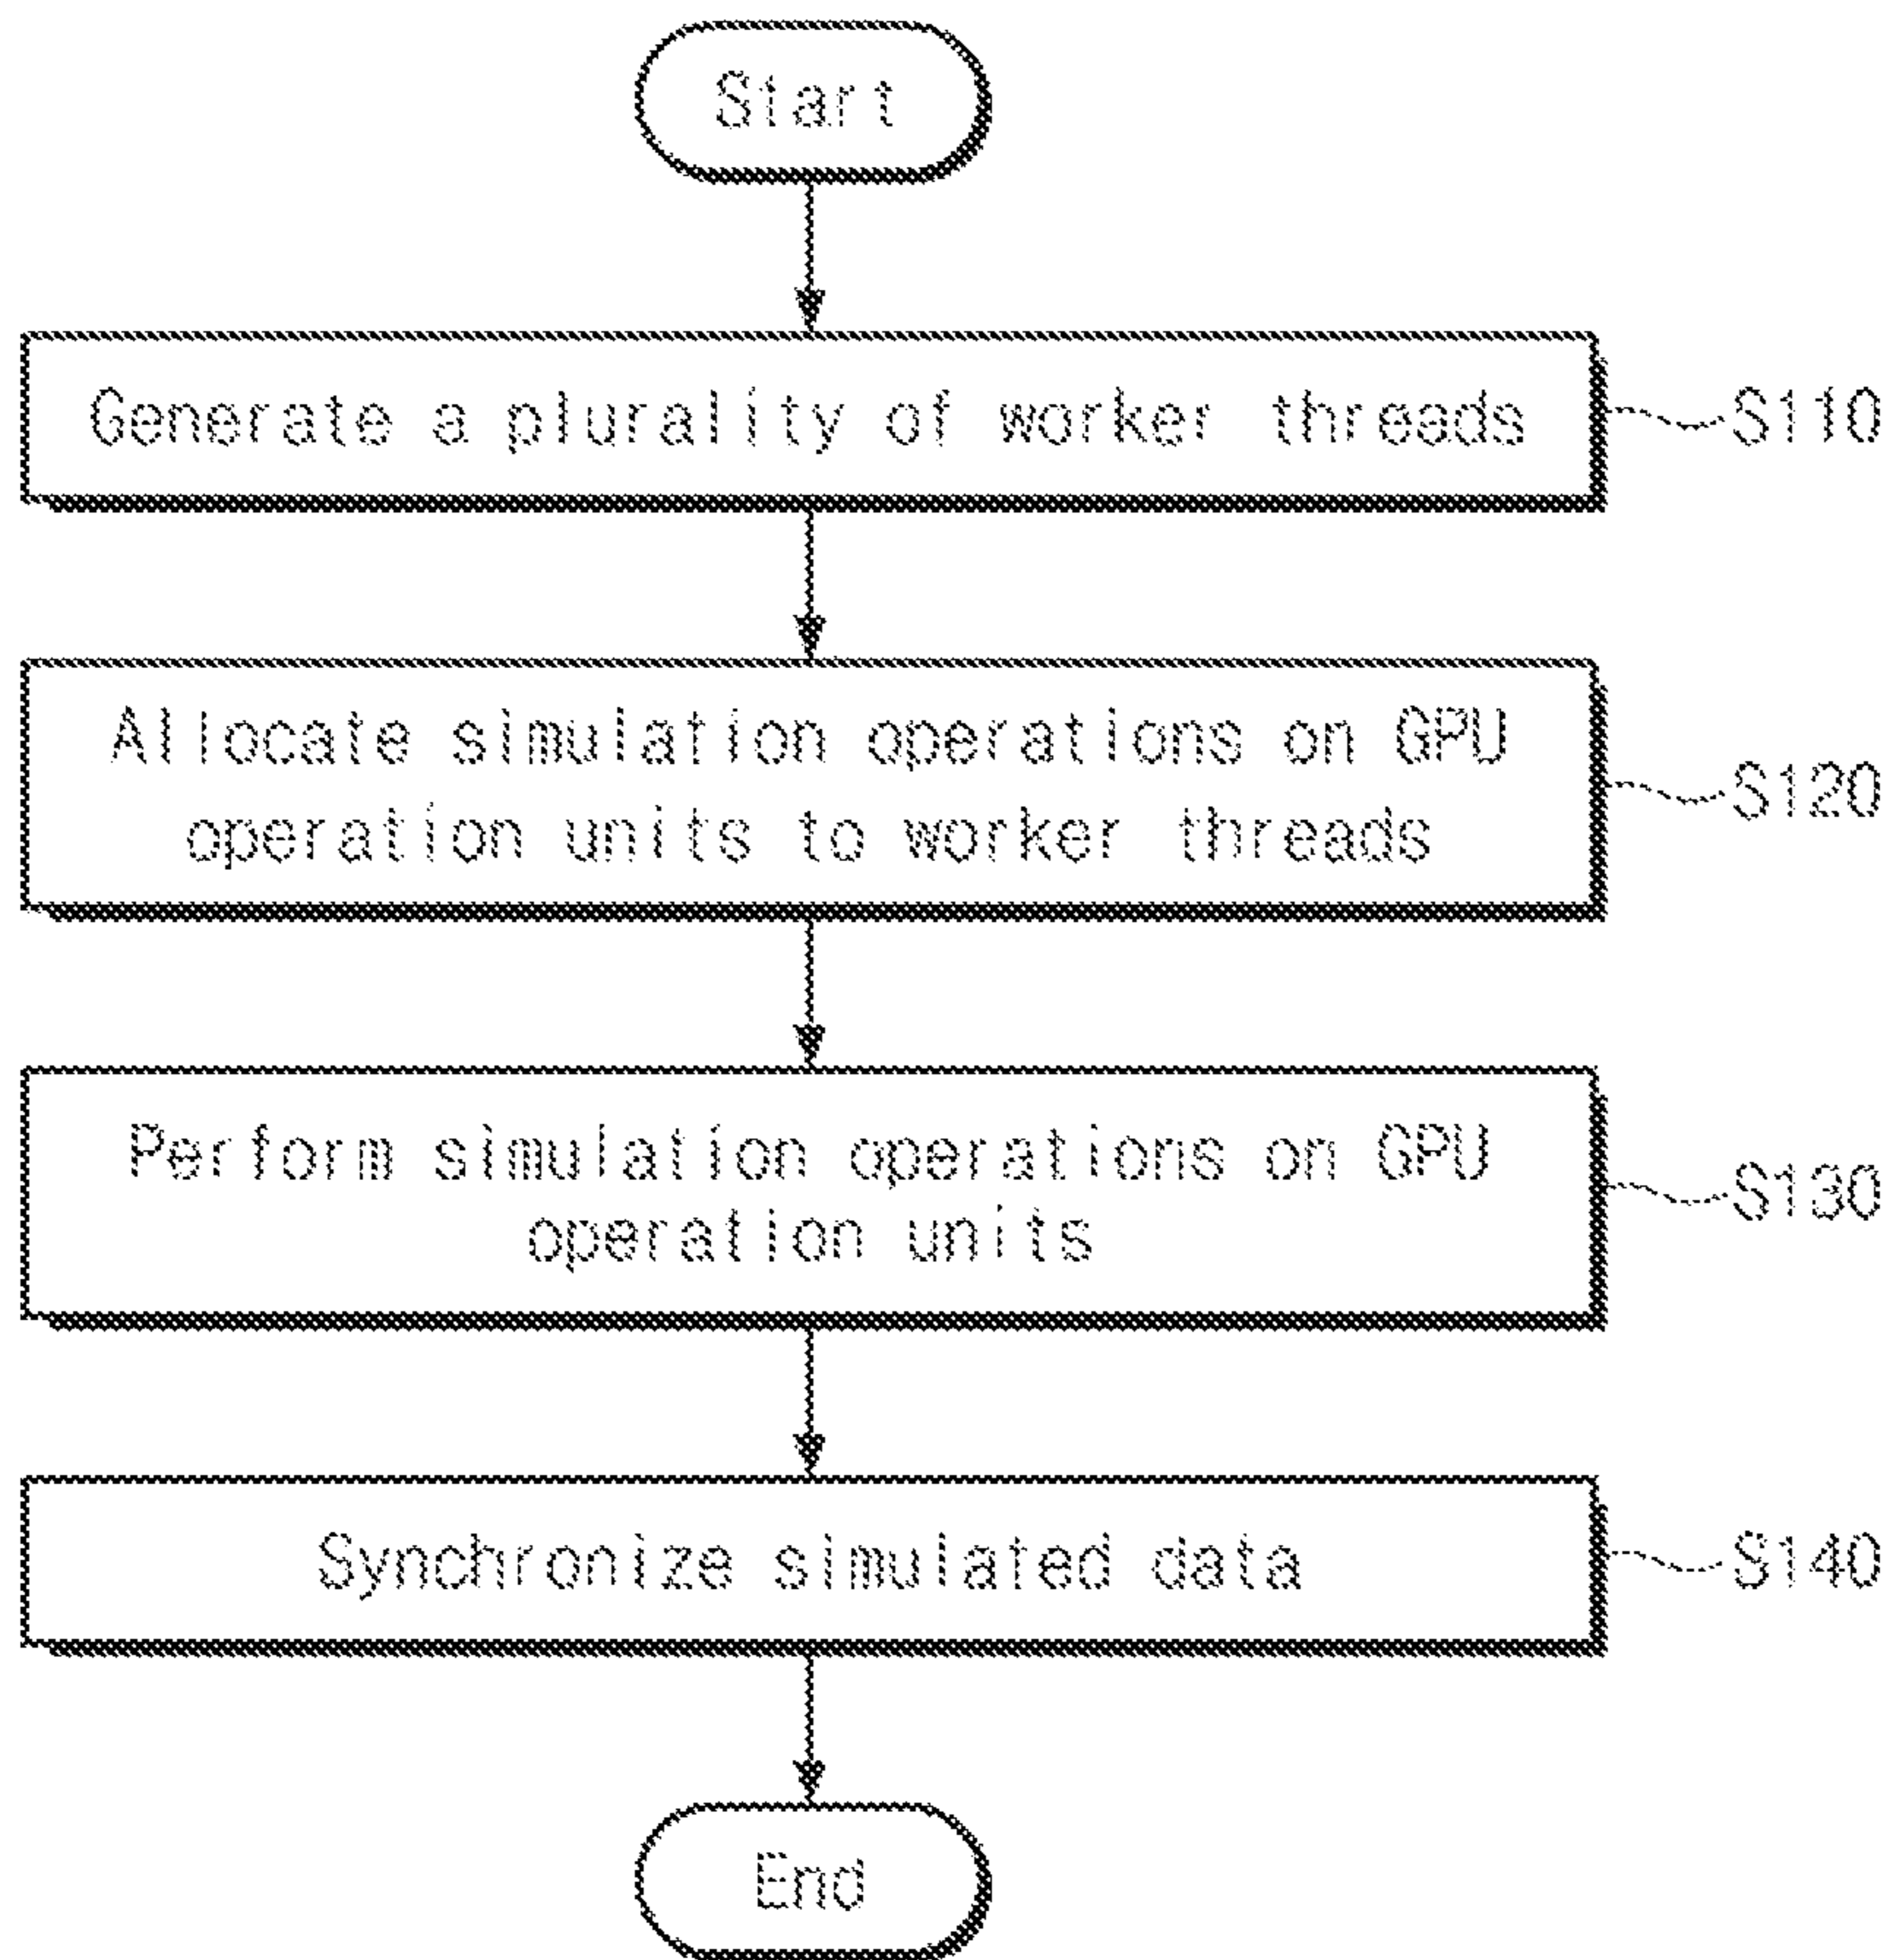 Start
Generate a plurality of worker threads
S110
Allocate simulation operations on GPU
operation units to worker threads
S120
Perform simulation operations on GPU
operation units
S130
Synchronize simulated data
S140
End